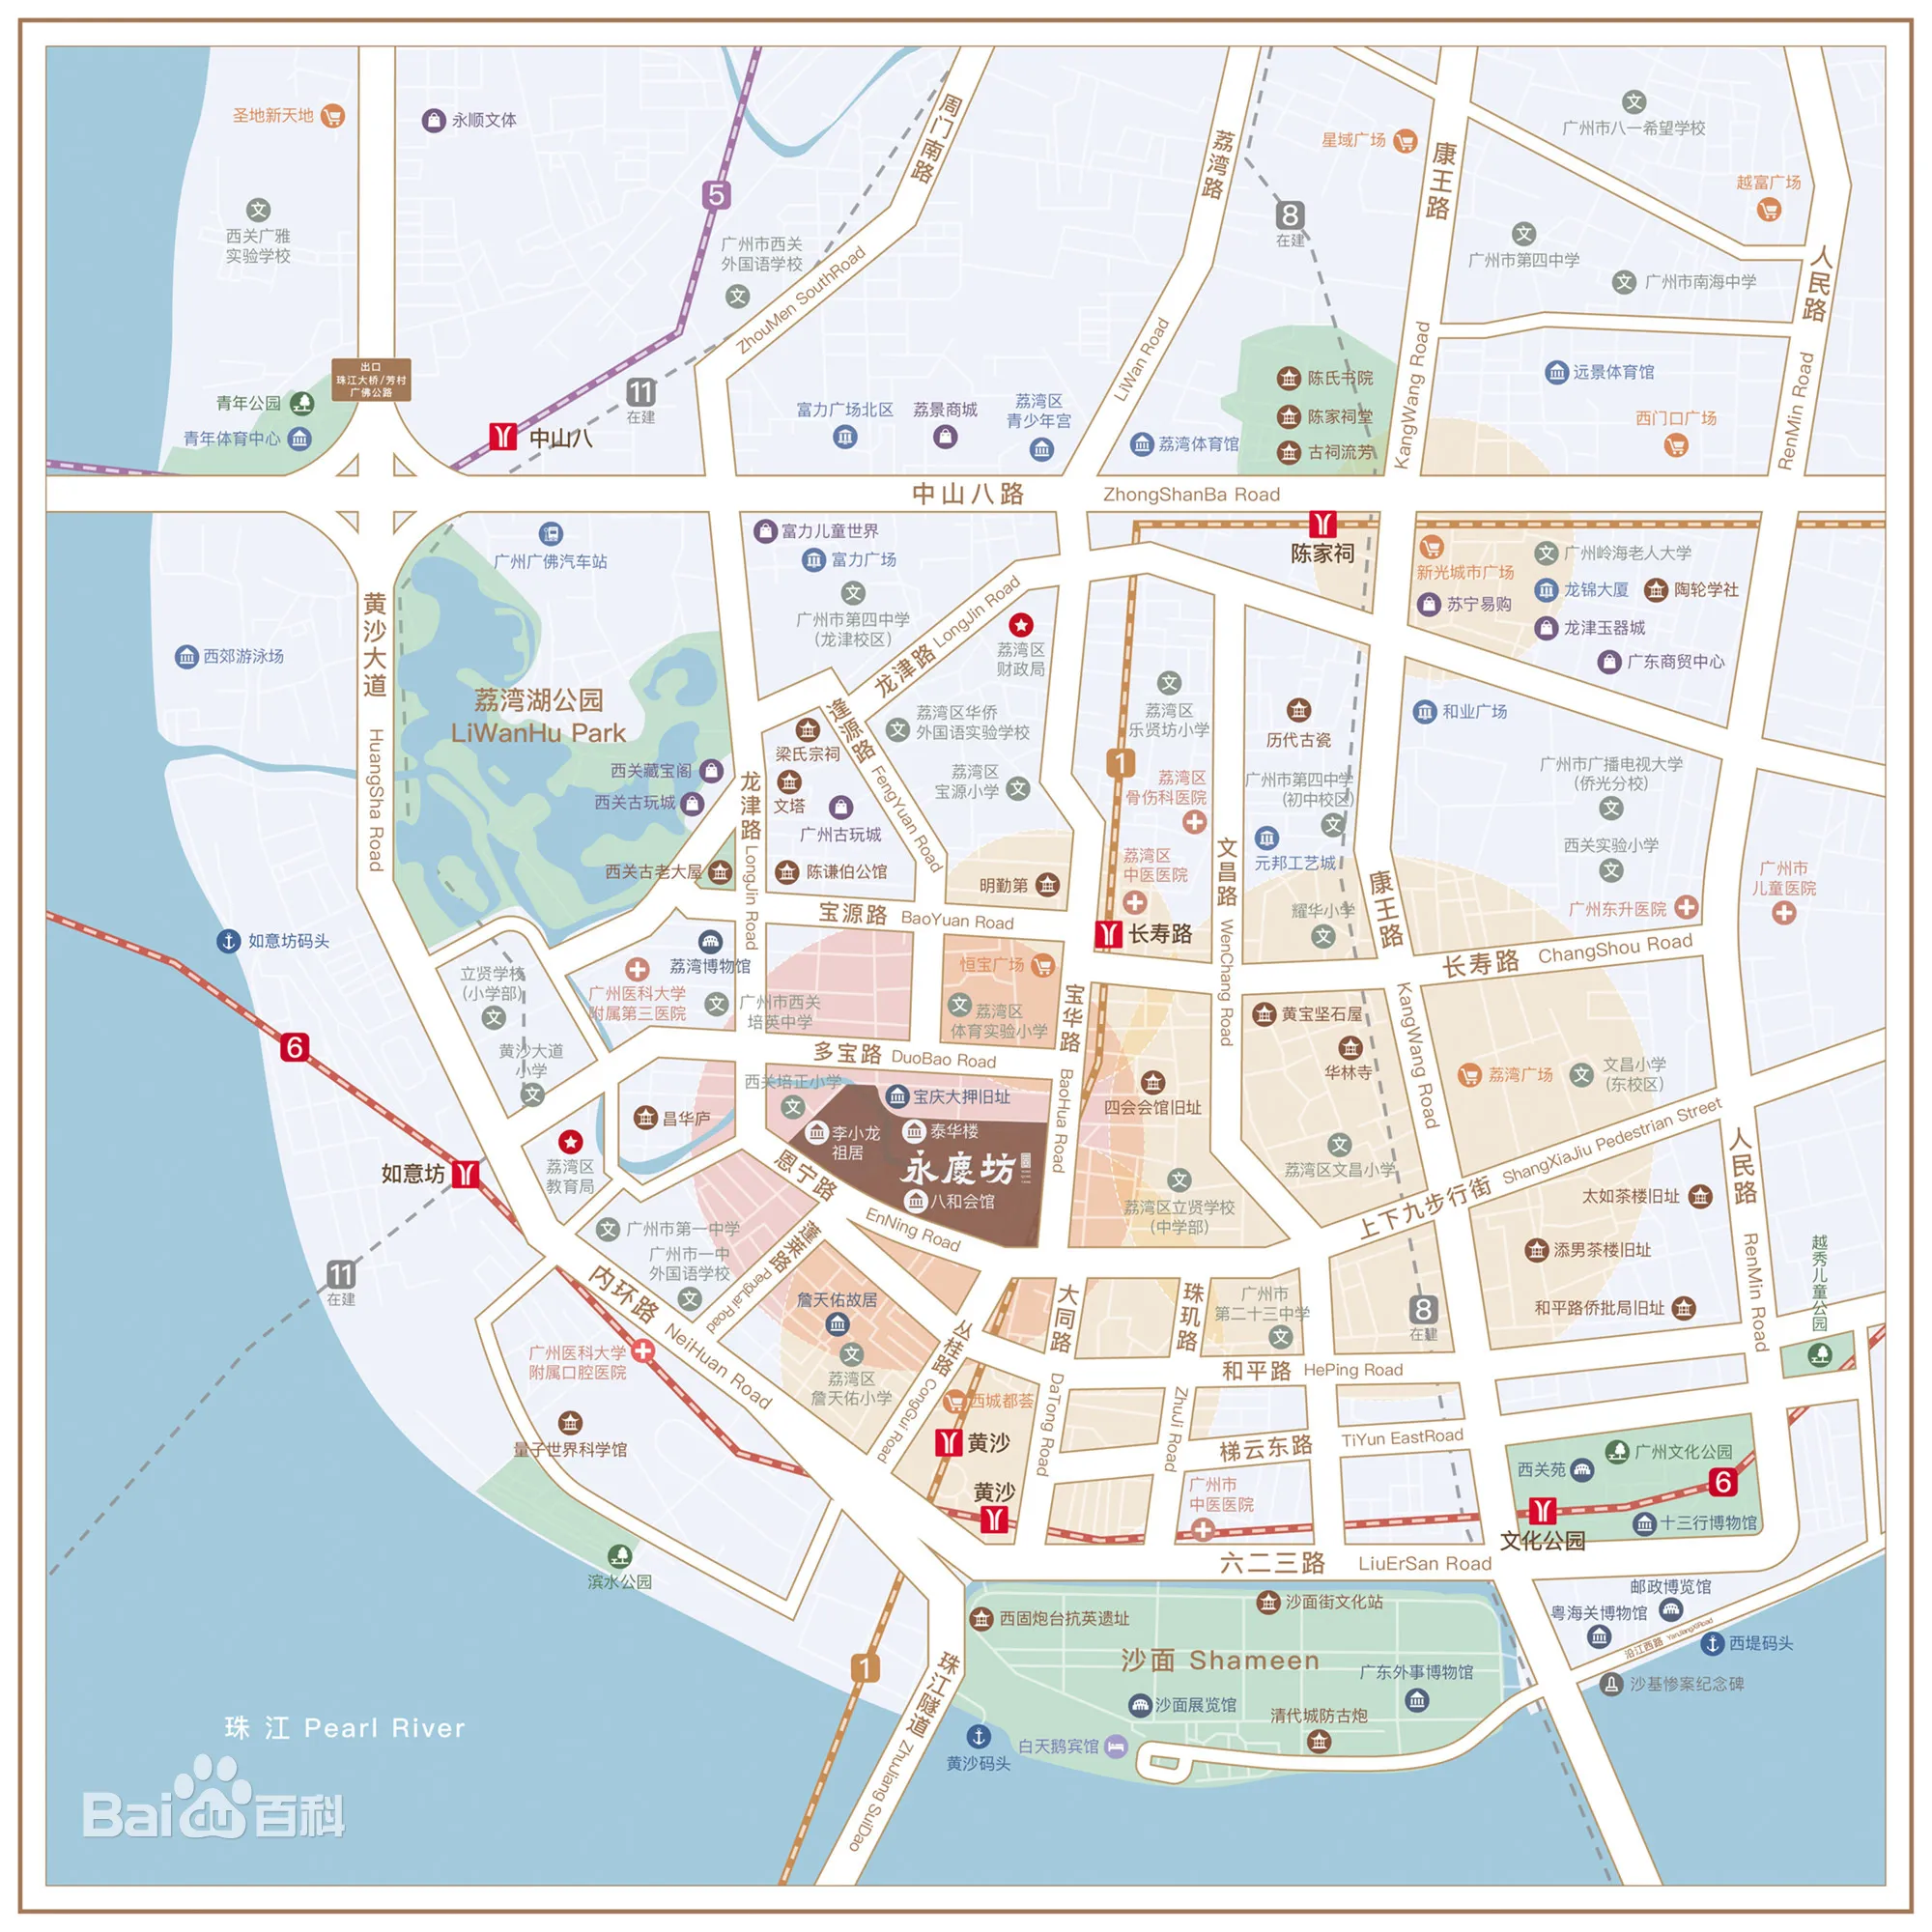 圣地新天地
永顺文体
周门南路
荔湾路
星域广场
康王路
广州市八一希望学校
越富广场
5
西关广雅
实验学校
广州市西关
外国语学校
8
在建
广州市第四中学
广州市南海中学
人民路
ZhouMen SouthRoad
LiWan Road
KangWang Road
RenMin Road
出口
珠江大桥/芳村
广佛公路
青年公园
青年体育中心
11
在建
中山八
富力广场北区
荔景商城
荔湾区
青少年宫
荔湾体育馆
陈氏书院
陈家祠堂
古祠流芳
远景体育馆
西门口广场
中山八路
ZhongShanBa Road
广州广佛汽车站
富力儿童世界
富力广场
广州市第四中学
(龙津校区)
陈家祠
新光城市广场
苏宁易购
广州岭海老人大学
龙锦大厦
陶轮学社
龙津玉器城
广东商贸中心
黄沙大道
HuangSha Road
西郊游泳场
荔湾湖公园
LiWanHu Park
龙津路
LongJin Road
荔湾区
财政局
逢源路
FengYuan Road
梁氏宗祠
文塔
广州古玩城
荔湾区华侨
外国语实验学校
荔湾区
宝源小学
荔湾区
乐贤坊小学
1
荔湾区
骨伤科医院
历代古瓷
广州市第四中学
(初中校区)
和业广场
广州市广播电视大学
(侨光分校)
西关藏宝阁
西关古玩城
龙津路
LongJin Road
西关古老大屋
陈谦伯公馆
明勤第
荔湾区
中医医院
文昌路
WenChang Road
元邦工艺城
耀华小学
康王路
西关实验小学
广州东升医院
广州市
儿童医院
如意坊码头
宝源路
BaoYuan Road
长寿路
长寿路
ChangShou Road
立贤学校
(小学部)
荔湾博物馆
广州医科大学
附属第三医院
广州市西关
培英中学
恒宝广场
荔湾区
体育实验小学
宝华路
BaoHua Road
黄宝坚石屋
华林寺
KangWang Road
荔湾广场
文昌小学
(东校区)
6
黄沙大道
小学
多宝路
DuoBao Road
西关培正小学
宝庆大押旧址
李小龙
祖居
泰华楼
永庆坊
八和会馆
四会会馆旧址
昌华庐
荔湾区
教育局
如意坊
恩宁路
EnNing Road
荔湾区立贤学校
(中学部)
荔湾区文昌小学
上下九步行街
ShangXiaJiu Pedestrian Street
人民路
RenMin Road
太如茶楼旧址
添男茶楼旧址
和平路侨批局旧址
越秀儿童公园
11
在建
广州市第一中学
广州市一中
外国语学校
蓬莱路
PengLai Road
内环路
NeiHuan Road
詹天佑故居
荔湾区
詹天佑小学
丛桂路
CongGui Road
大同路
DaTong Road
珠玑路
ZhuJi Road
广州市
第二十三中学
8
在建
和平路
HePing Road
广州医科大学
附属口腔医院
量子世界科学馆
西城都荟
黄沙
黄沙
梯云东路
TiYun EastRoad
广州市
中医医院
西关苑
广州文化公园
6
文化公园
十三行博物馆
滨水公园
六二三路
LiuErSan Road
西固炮台抗英遗址
沙面街文化站
沙面 Shameen
广东外事博物馆
沙面展览馆
清代城防古炮
白天鹅宾馆
黄沙码头
邮政博览馆
粤海关博物馆
沿江西路
YanJiangXiRoad
西堤码头
沙基惨案纪念碑
1
珠江隧道
ZhuJiang SuiDao
珠 江 Pearl River
Bai du 百科